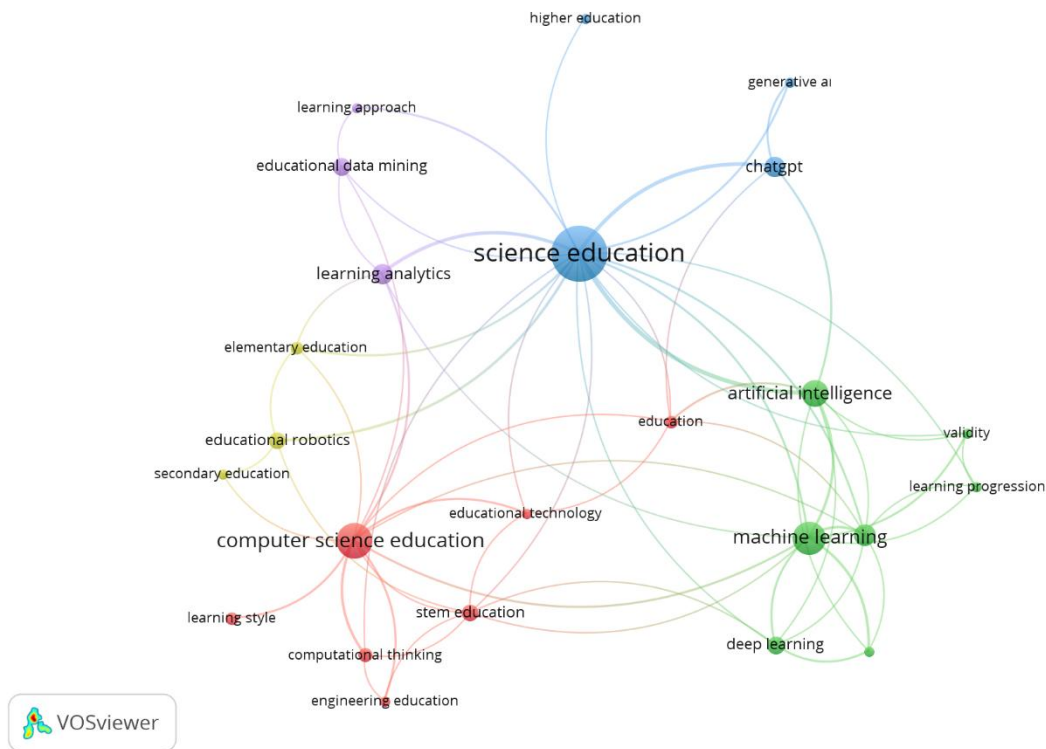 higher education
generative ar
learning approach
educational data mining
chatgpt
science education
learning analytics
elementary education
artificial intelligence
education
validity
educational robotics
secondary education
learning progression
educational technology
computer science education
machine learning
learning style
stem education
deep learning
computational thinking
engineering education
VOSviewer